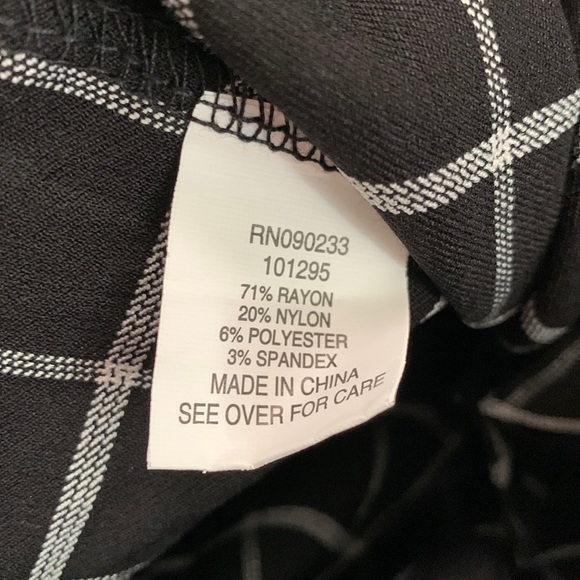 RN090233
101295
71% RAYON
20% NYLON
6% POLYESTER
3% SPANDEX
MADE IN CHINA
SEE OVER FOR CARE